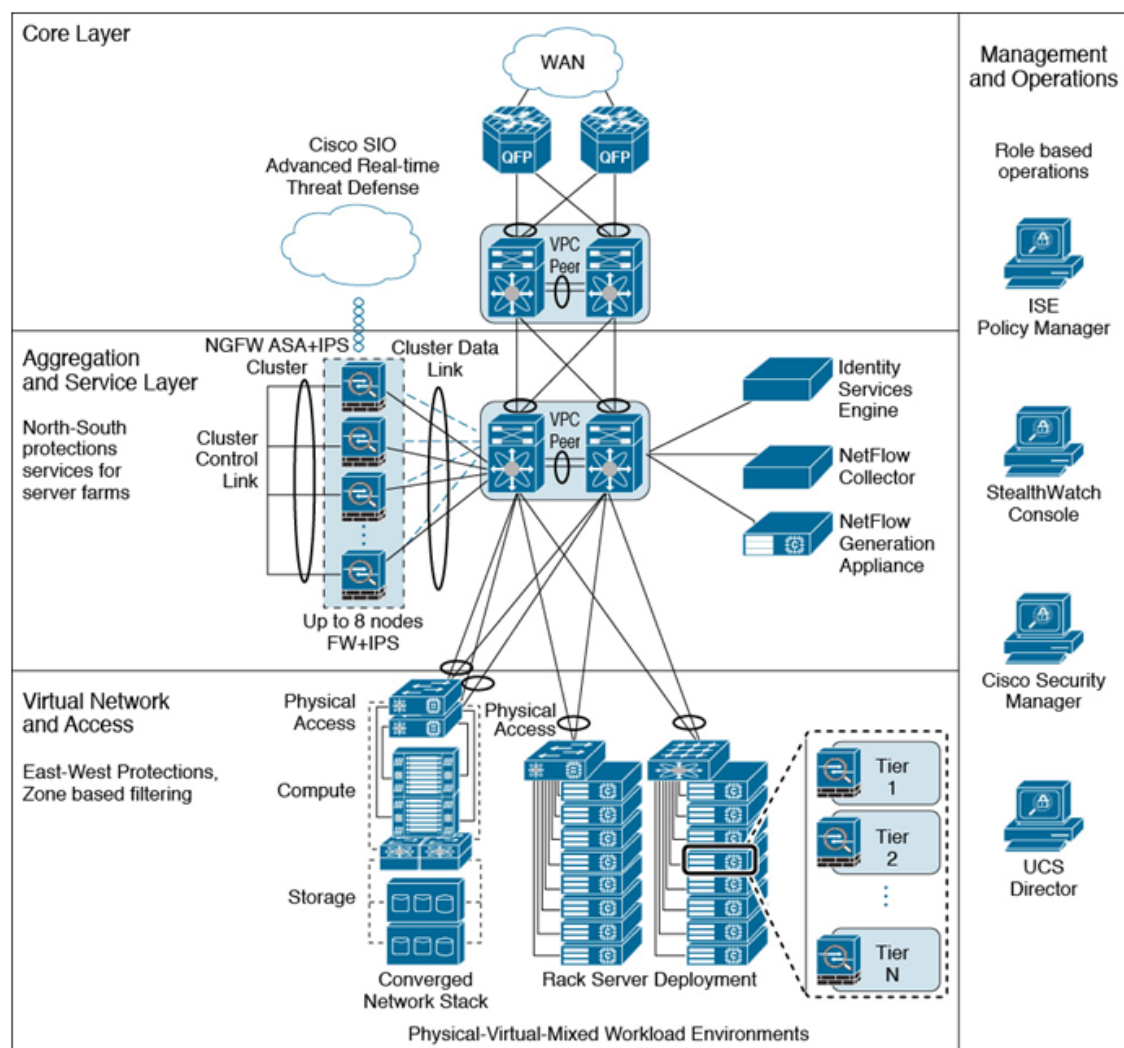 Core Layer
WAN
QFP
QFP
Cisco SIO
Advanced Real-time
Threat Defense
VPC
Peer
Aggregation
and Service Layer
North-South
protections
services for
server farms
NGFW ASA+IPS
Cluster
Cluster Data
Link
Cluster
Control
Link
Up to 8 nodes
FW+IPS
VPC
Peer
Identity
Services
Engine
NetFlow
Collector
NetFlow
Generation
Appliance
Virtual Network
and Access
East-West Protections,
Zone based filtering
Physical
Access
Compute
Storage
Converged
Network Stack
Physical
Access
Rack Server Deployment
Tier
1
Tier
2
Tier
N
Physical-Virtual-Mixed Workload Environments
Management
and Operations
Role based
operations
ISE
Policy Manager
StealthWatch
Console
Cisco Security
Manager
UCS
Director